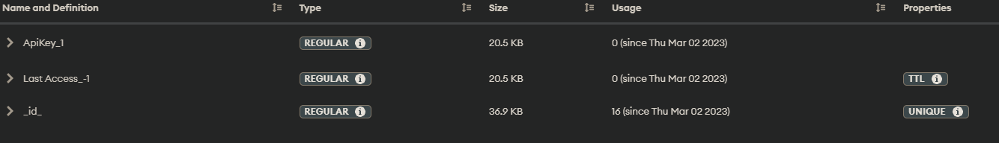 Name and Definition Type Size Usage Properties
ApiKey_1 REGULAR 20.5 KB 0 (since Thu Mar 02 2023)
Last Access_-1 REGULAR 20.5 KB 0 (since Thu Mar 02 2023) TTL
_id_ REGULAR 36.9 KB 16 (since Thu Mar 02 2023) UNIQUE